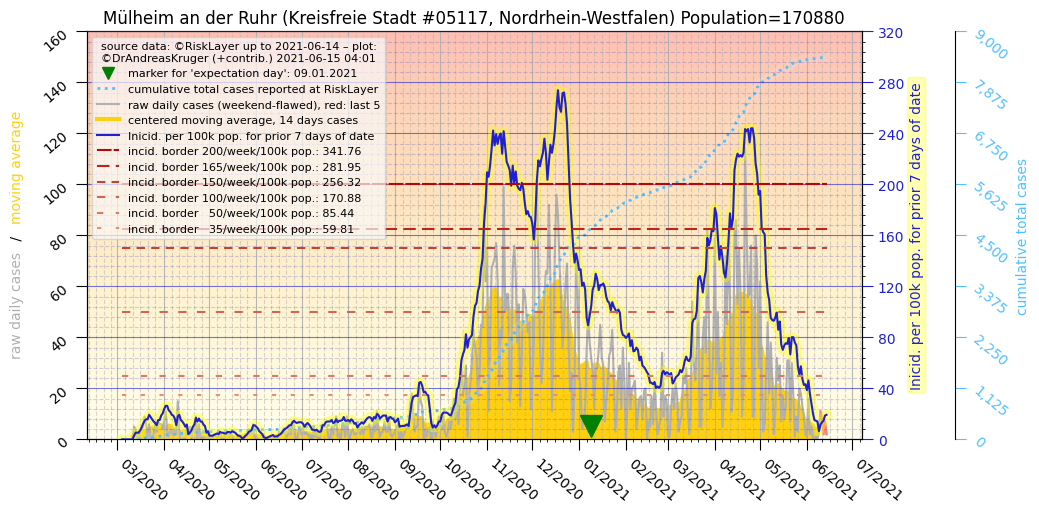 Mülheim an der Ruhr (Kreisfreie Stadt #05117, Nordrhein-Westfalen) Population=170880
source data: ©RiskLayer up to 2021-06-14 – plot:
©DrAndreasKruger (+contrib.) 2021-06-15 04:01
marker for 'expectation day': 09.01.2021
cumulative total cases reported at RiskLayer
raw daily cases (weekend-flawed), red: last 5
centered moving average, 14 days cases
Inicid. per 100k pop. for prior 7 days of date
incid. border 200/week/100k pop.: 341.76
incid. border 165/week/100k pop.: 281.95
incid. border 150/week/100k pop.: 256.32
incid. border 100/week/100k pop.: 170.88
incid. border 50/week/100k pop.: 85.44
incid. border 35/week/100k pop.: 59.81
raw daily cases / moving average
160
140
120
100
80
60
40
20
0
320
280
240
200
160
120
80
40
0
Inicid. per 100k pop. for prior 7 days of date
9,000
7,875
6,750
5,625
4,500
3,375
2,250
1,125
0
cumulative total cases
03/2020
04/2020
05/2020
06/2020
07/2020
08/2020
09/2020
10/2020
11/2020
12/2020
01/2021
02/2021
03/2021
04/2021
05/2021
06/2021
07/2021